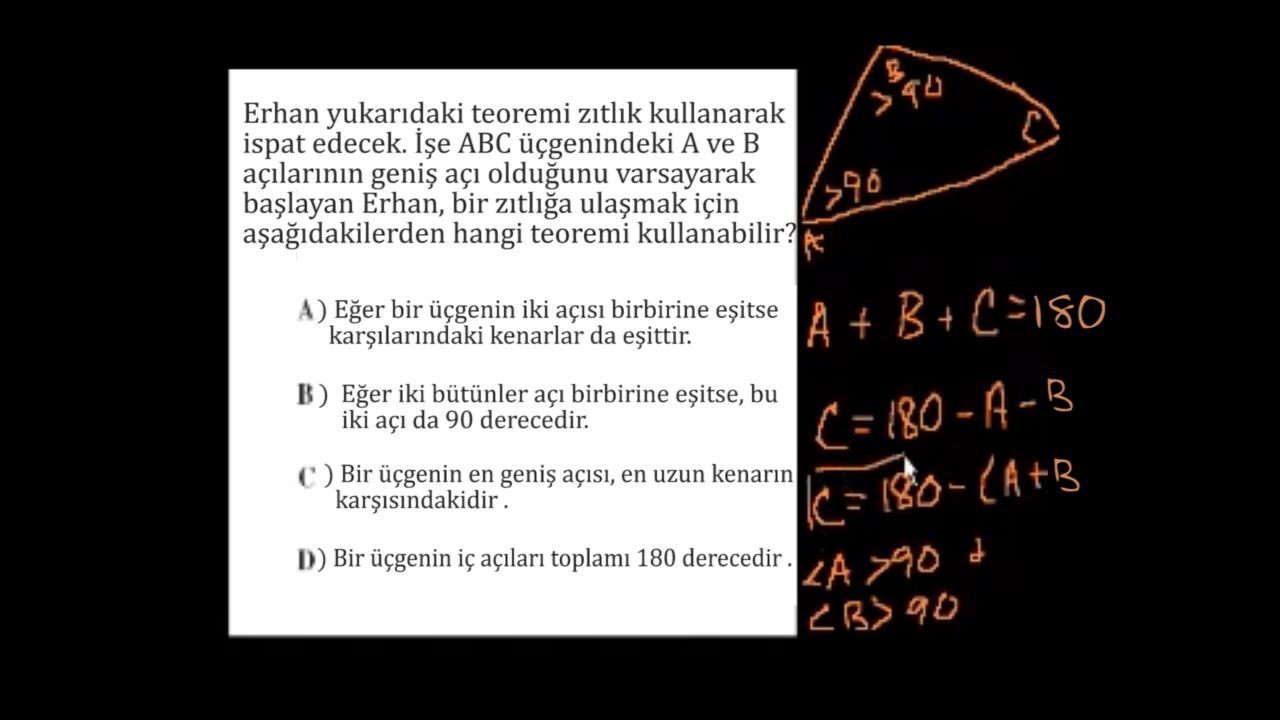 Erhan yukarıdaki teoremi zıtlık kullanarak
ispat edecek. İşe ABC üçgenindeki A ve B
açılarının geniş açı olduğunu varsayarak
başlayan Erhan, bir zıtlığa ulaşmak için
aşağıdakilerden hangi teoremi kullanabilir?
A) Eğer bir üçgenin iki açısı birbirine eşitse
karşılarındaki kenarlar da eşittir.
B) Eğer iki bütünler açı birbirine eşitse, bu
iki açı da 90 derecedir.
C) Bir üçgenin en geniş açısı, en uzun kenarın
karşısındakidir .
D) Bir üçgenin iç açıları toplamı 180 derecedir .
B
>90
C
>90
A
A + B + C = 180
C = 180 - A - B
C = 180 - (A + B
<A >90
<B> 90